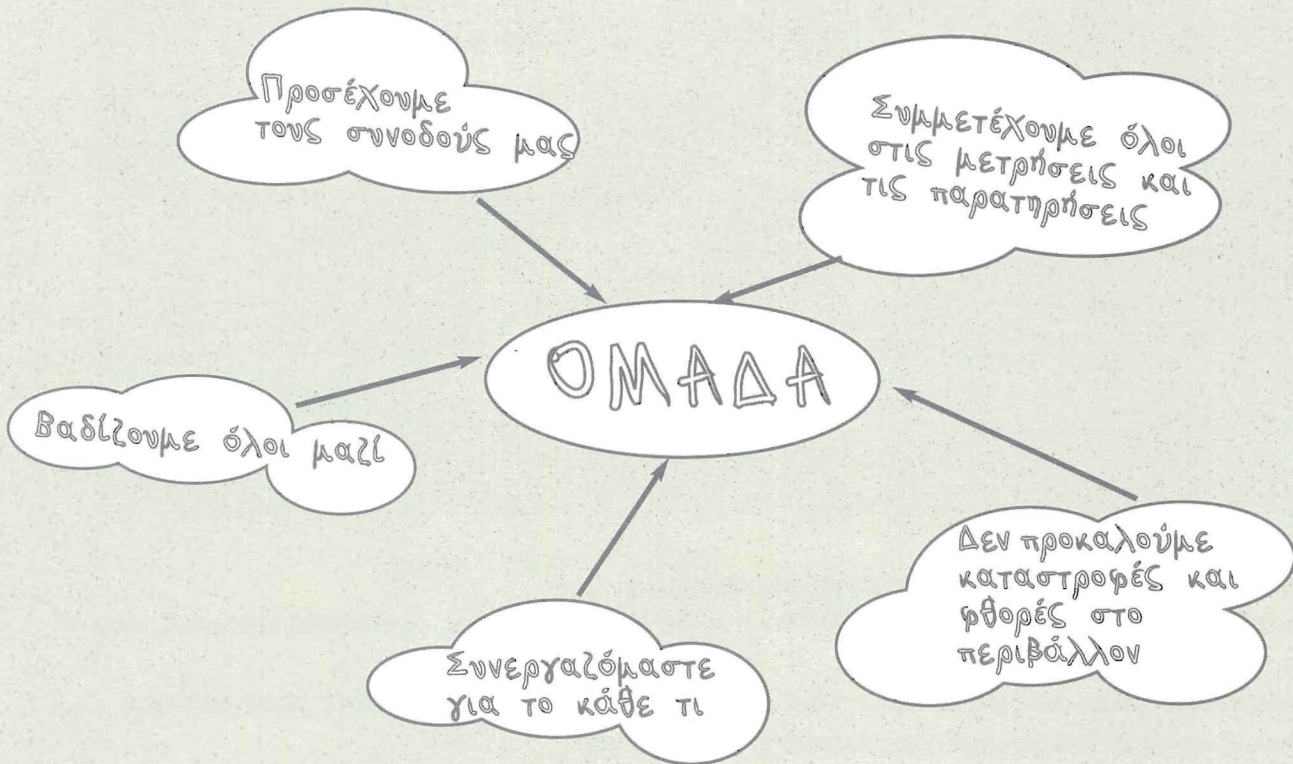 Προσέχουμε
τους συνοδούς μας
Συμμετέχουμε όλοι
στις μετρήσεις και
τις παρατηρήσεις
ΟΜΑΔΑ
Βαδίζουμε όλοι μαζί
Συνεργαζόμαστε
για το κάθε τι
Δεν προκαλούμε
καταστροφές και
φθορές στο
περιβάλλον